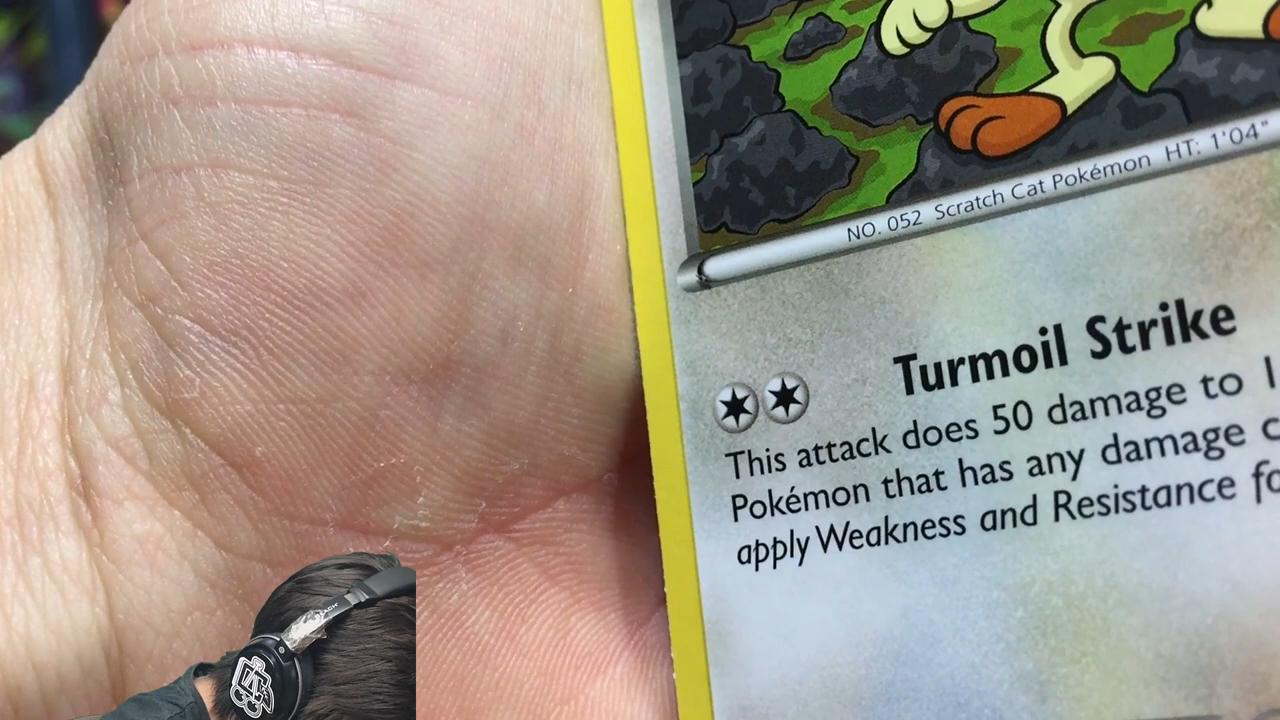 NO. 052 Scratch Cat Pokémon HT: 1'04"
Turmoil Strike
This attack does 50 damage to 1
Pokémon that has any damage
apply Weakness and Resistance